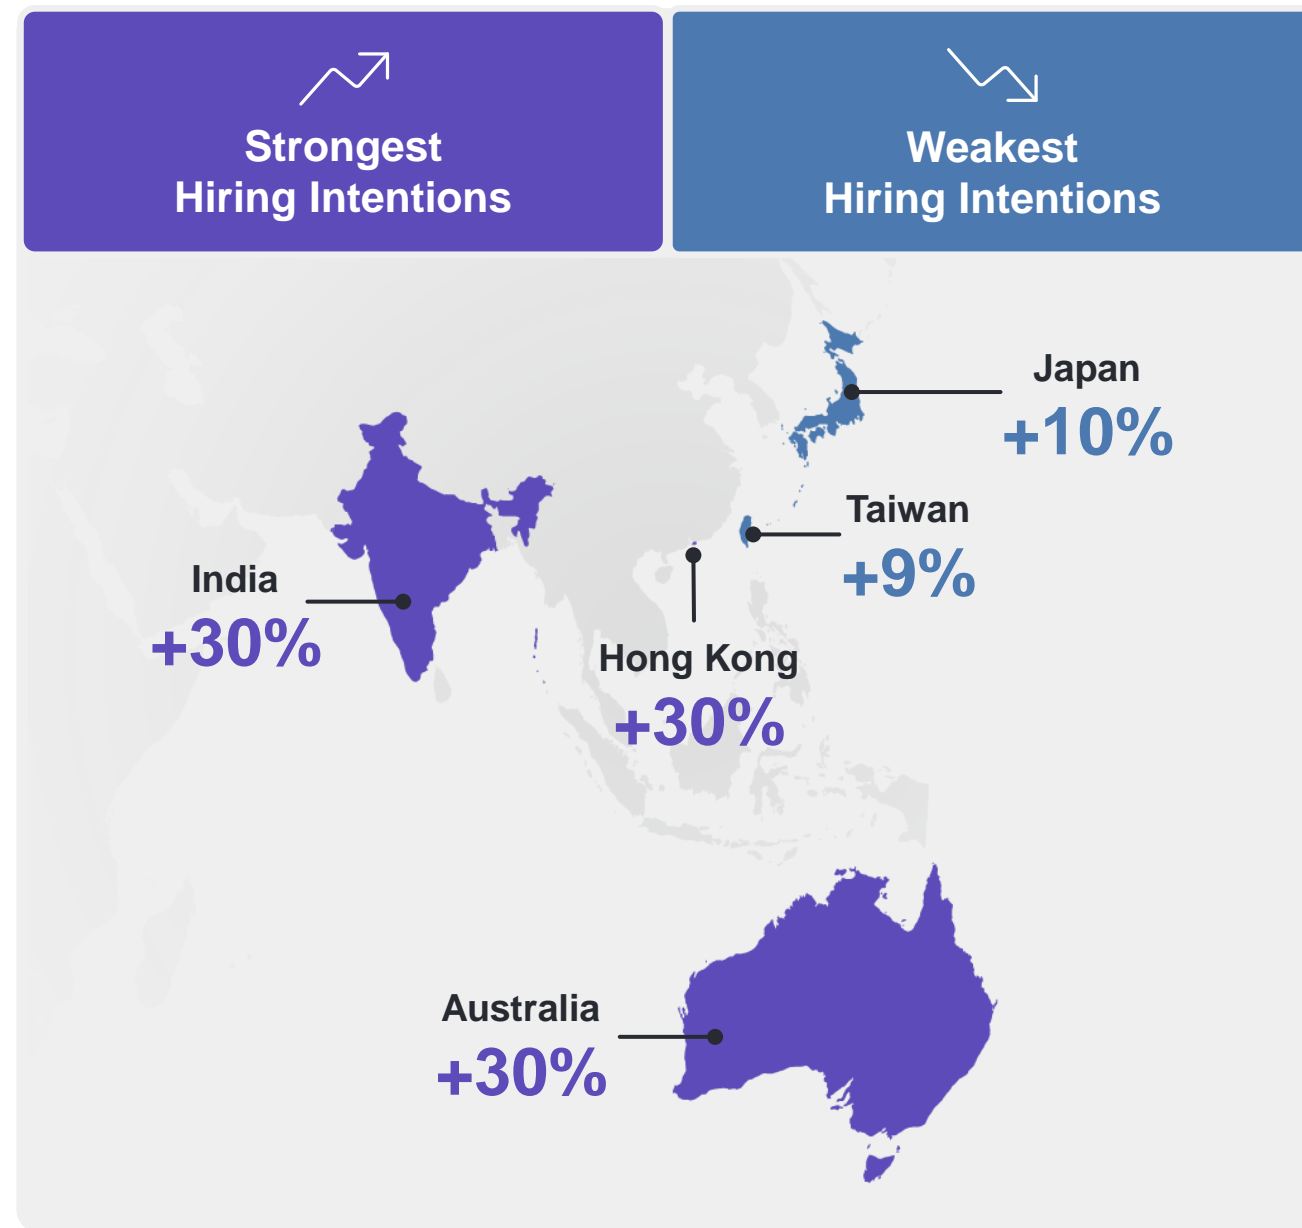 Strongest
Hiring Intentions
Weakest
Hiring Intentions
Japan
+10%
Taiwan
+9%
India
+30%
Hong Kong
+30%
Australia
+30%